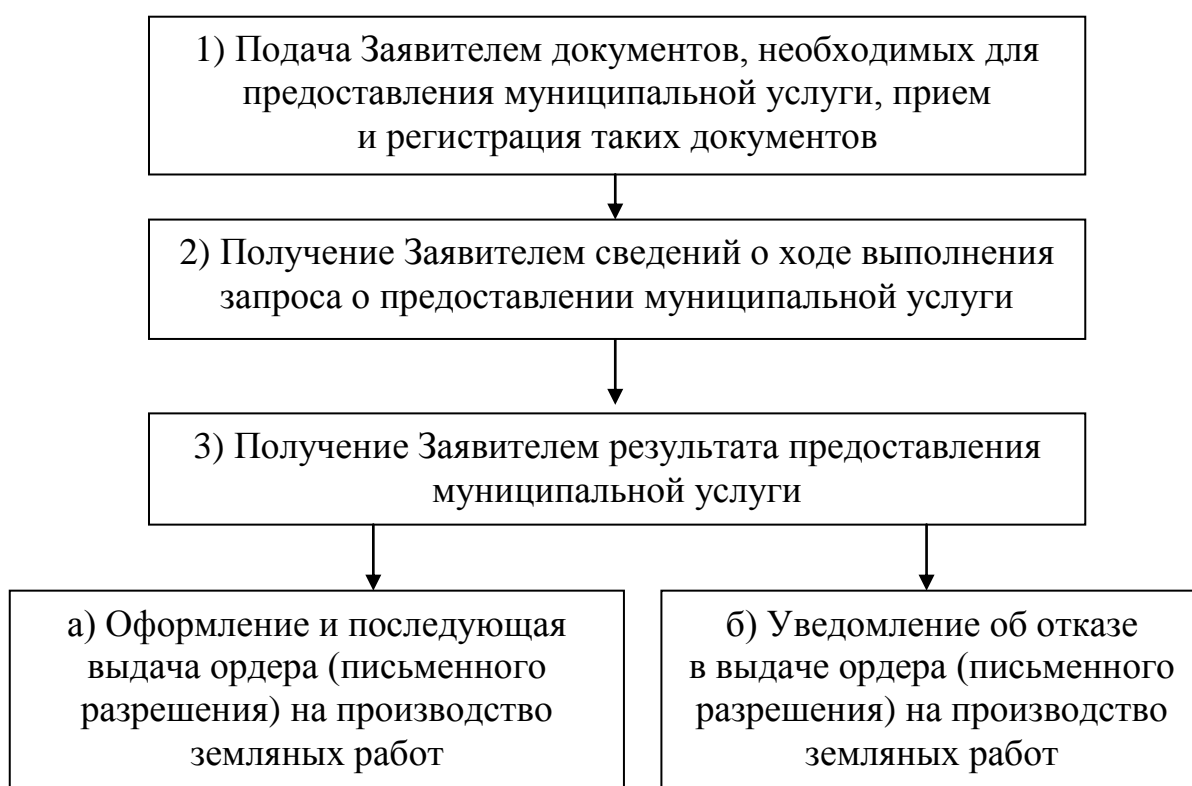 1) Подача Заявителем документов, необходимых для
предоставления муниципальной услуги, прием
и регистрация таких документов
2) Получение Заявителем сведений о ходе выполнения
запроса о предоставлении муниципальной услуги
3) Получение Заявителем результата предоставления
муниципальной услуги
а) Оформление и последующая
выдача ордера (письменного
разрешения) на производство
земляных работ
б) Уведомление об отказе
в выдаче ордера (письменного
разрешения) на производство
земляных работ